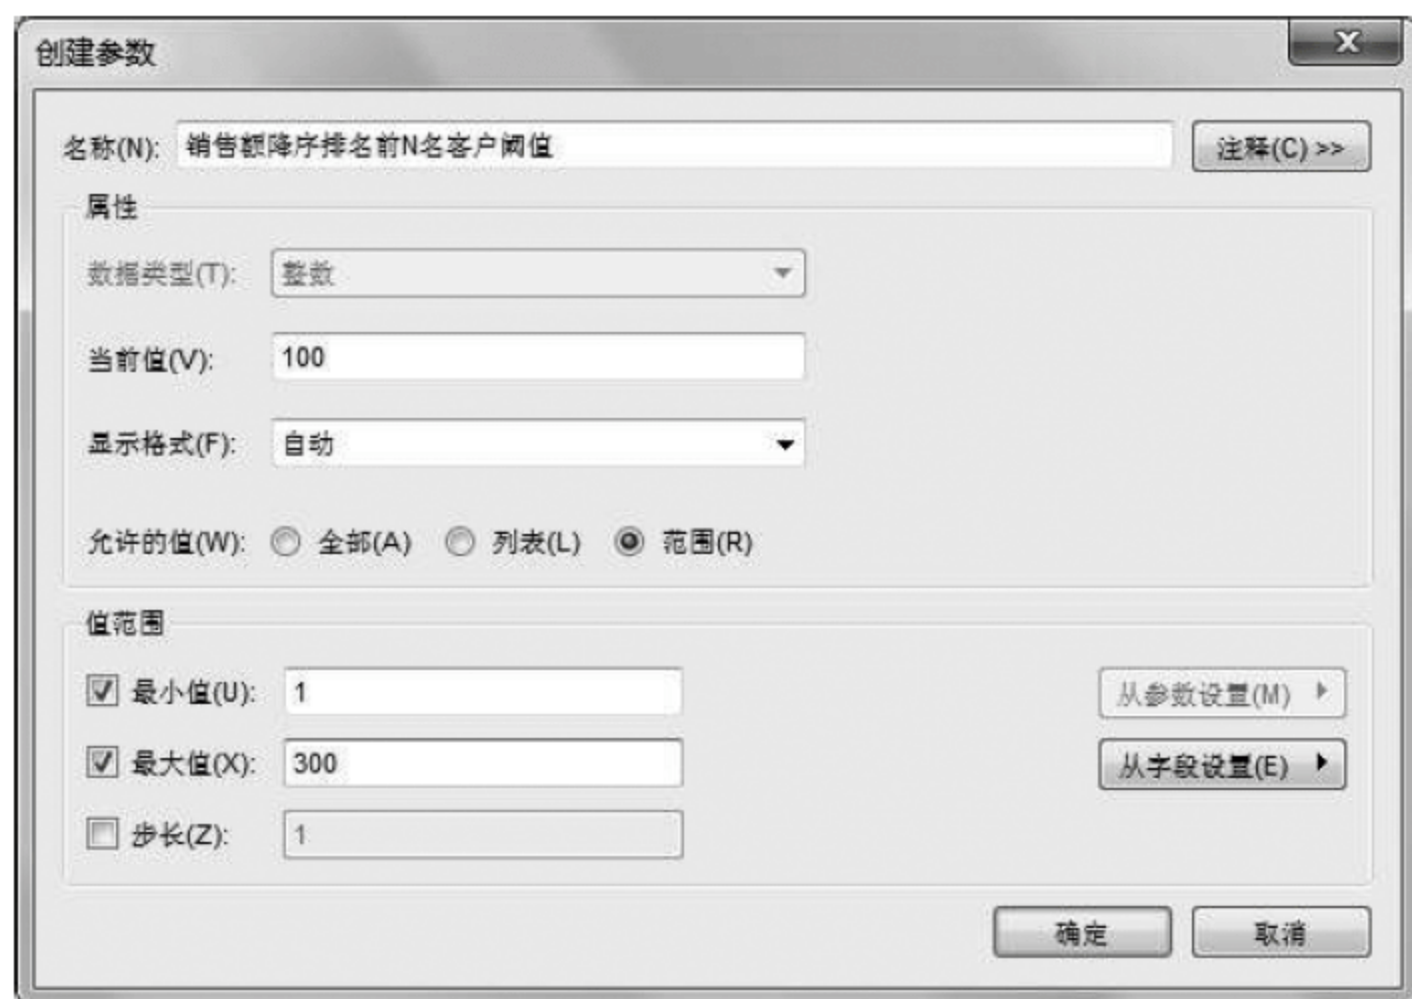 创建参数
名称(N): 销售额降序排名前N名客户阈值 注释(C) >>
属性
数据类型(T): 整数
当前值(V): 100
显示格式(F): 自动
允许的值(W): 全部(A) 列表(L) 范围(R)
值范围
最小值(U): 1 从参数设置(M)
最大值(X): 300 从字段设置(E)
步长(Z): 1
确定 取消